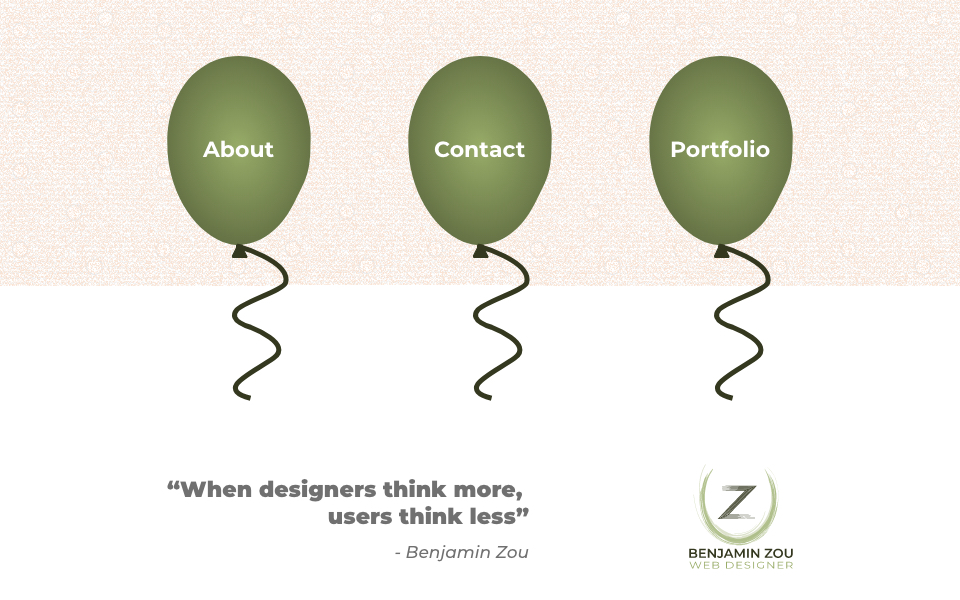 About
Contact
Portfolio
“When designers think more,
users think less”
- Benjamin Zou
Z
BENJAMIN ZOU
WEB DESIGNER